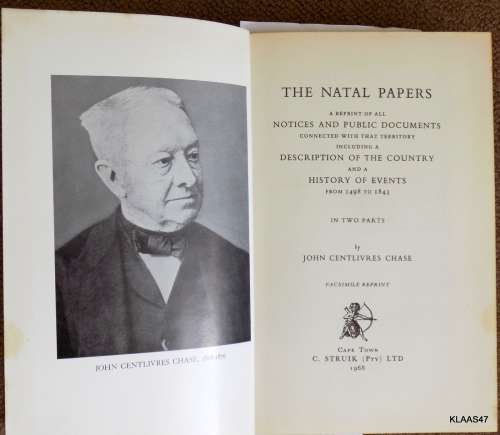 JOHN CENTLIVRES CHASE,
THE NATAL PAPERS
A REPRINT OF ALL
NOTICES AND PUBLIC DOCUMENTS
CONNECTED WITH THAT TERRITORY
INCLUDING A
DESCRIPTION OF THE COUNTRY
AND A
HISTORY OF EVENTS
FROM 1498 TO 1843
IN TWO PARTS
by
JOHN CENTLIVRES CHASE
FACSIMILE REPRINT
CAPE TOWN
C. STRUIK (PTY) LTD
1968
KLAAS47